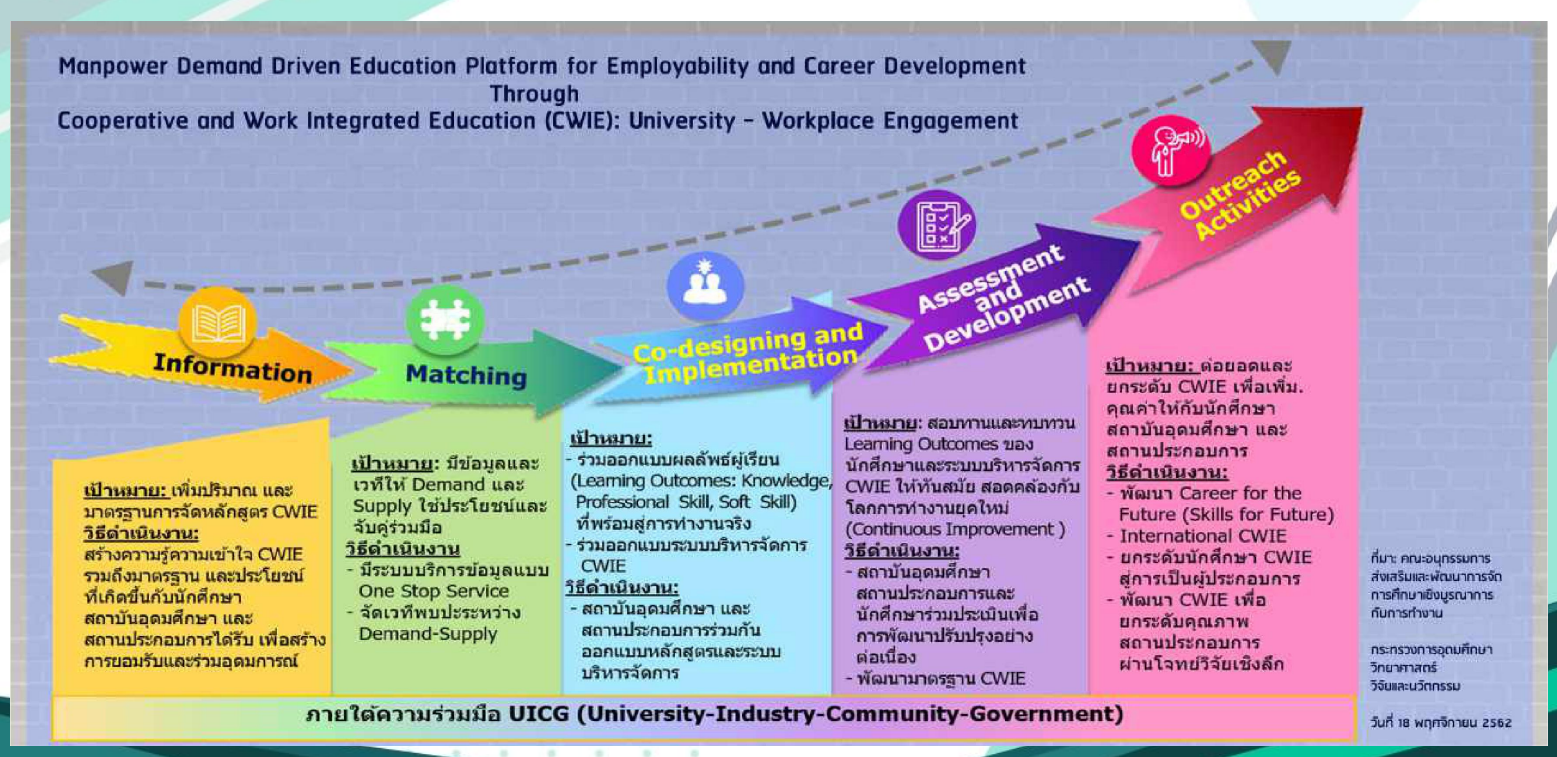 Manpower Demand Driven Education Platform for Employability and Career Development
Through
Cooperative and Work Integrated Education (CWIE): University - Workplace Engagement
Information
เป้าหมาย: เพิ่มปริมาณ และ
มาตรฐานการจัดหลักสูตร CWIE
วิธีดำเนินงาน:
สร้างความรู้ความเข้าใจ CWIE
รวมถึงมาตรฐาน และประโยชน์
ที่เกิดขึ้นกับนักศึกษา
สถาบันอุดมศึกษา และ
สถานประกอบการได้รับ เพื่อสร้าง
การยอมรับและร่วมอุดมการณ์
Matching
เป้าหมาย: มีข้อมูลและ
เวทีให้ Demand และ
Supply ใช้ประโยชน์และ
จับคู่ร่วมมือ
วิธีดำเนินงาน
- มีระบบบริการข้อมูลแบบ
One Stop Service
- จัดเวทีพบปะระหว่าง
Demand-Supply
Co-designing and
Implementation
เป้าหมาย:
- ร่วมออกแบบผลลัพธ์ผู้เรียน
(Learning Outcomes: Knowledge,
Professional Skill, Soft Skill)
ที่พร้อมสู่การทำงานจริง
- ร่วมออกแบบระบบบริหารจัดการ
CWIE
วิธีดำเนินงาน:
- สถาบันอุดมศึกษา และ
สถานประกอบการร่วมกัน
ออกแบบหลักสูตรและระบบ
บริหารจัดการ
Assessment
and
Development
เป้าหมาย: สอบทานและทบทวน
Learning Outcomes ของ
นักศึกษาและระบบบริหารจัดการ
CWIE ให้ทันสมัย สอดคล้องกับ
โลกการทำงานยุคใหม่
(Continuous Improvement )
วิธีดำเนินงาน:
- สถาบันอุดมศึกษา
สถานประกอบการและ
นักศึกษาร่วมประเมินเพื่อ
การพัฒนาปรับปรุงอย่าง
ต่อเนื่อง
- พัฒนามาตรฐาน CWIE
Outreach
Activities
เป้าหมาย: ต่อยอดและ
ยกระดับ CWIE เพื่อเพิ่ม.
คุณค่าให้กับนักศึกษา
สถาบันอุดมศึกษา และ
สถานประกอบการ
วิธีดำเนินงาน:
- พัฒนา Career for the
Future (Skills for Future)
- International CWIE
- ยกระดับนักศึกษา CWIE
สู่การเป็นผู้ประกอบการ
- พัฒนา CWIE เพื่อ
ยกระดับคุณภาพ
สถานประกอบการ
ผ่านโจทย์วิจัยเชิงลึก
ที่มา: คณะอนุกรรมการ
ส่งเสริมและพัฒนาการจัด
การศึกษาเชิงบูรณาการ
กับการทำงาน
กระทรวงการอุดมศึกษา
วิทยาศาสตร์
วิจัยและนวัตกรรม
วันที่ 18 พฤศจิกายน 2562
ภายใต้ความร่วมมือ UICG (University-Industry-Community-Government)